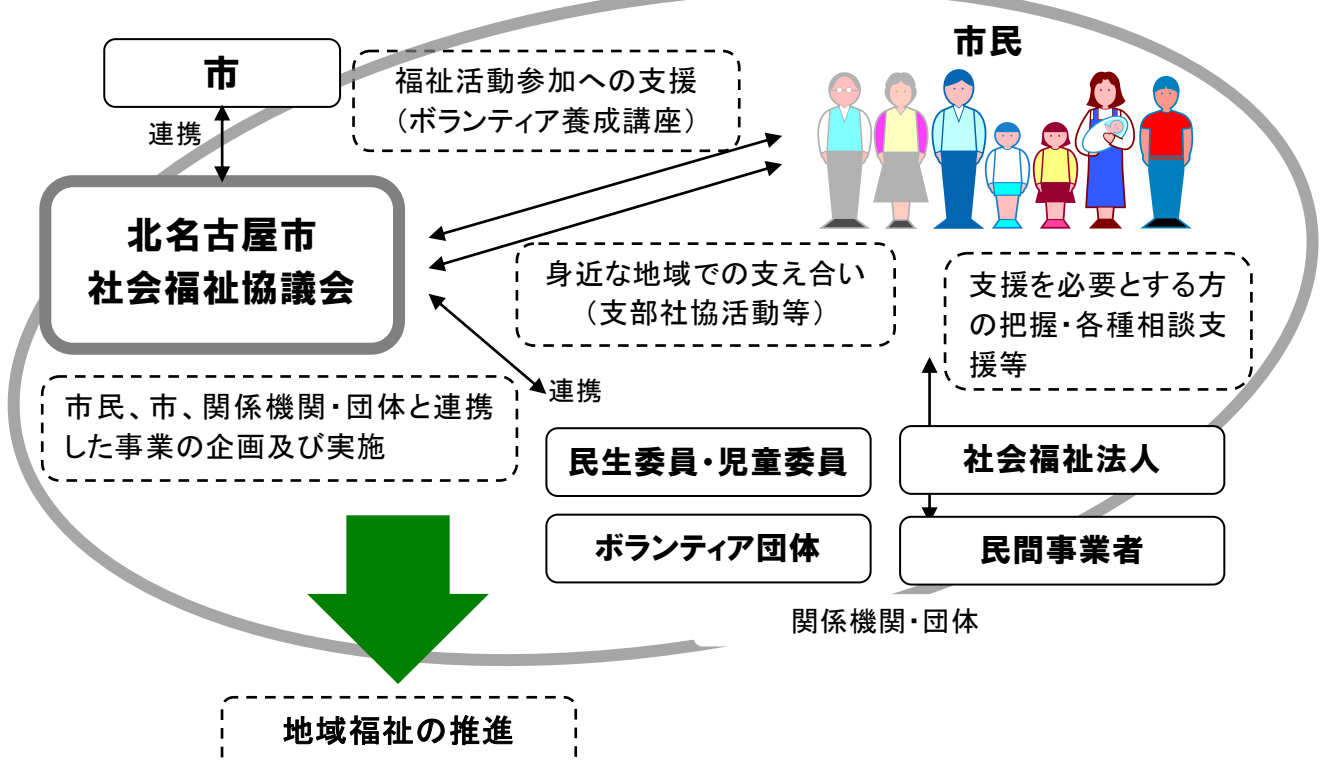 市民
市
福祉活動参加への支援
（ボランティア養成講座）
連携
北名古屋市
社会福祉協議会
身近な地域での支え合い
（支部社協活動等）
支援を必要とする方
の把握・各種相談支
援等
連携
市民、市、関係機関・団体と連携
した事業の企画及び実施
民生委員・児童委員
社会福祉法人
ボランティア団体
民間事業者
関係機関・団体
地域福祉の推進